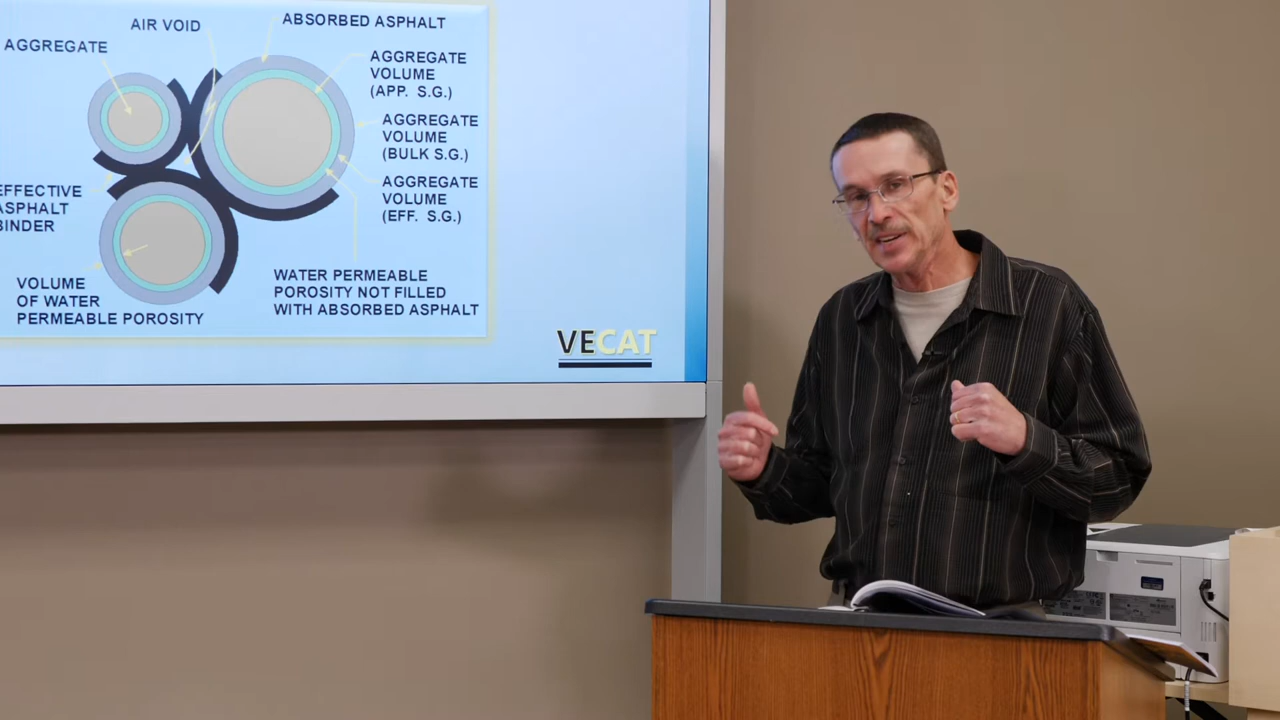 AIR VOID
ABSORBED ASPHALT
AGGREGATE
AGGREGATE
VOLUME
(APP. S.G.)
AGGREGATE
VOLUME
(BULK S.G.)
AGGREGATE
VOLUME
(EFF. S.G.)
EFFECTIVE
ASPHALT
BINDER
VOLUME
OF WATER
PERMEABLE POROSITY
WATER PERMEABLE
POROSITY NOT FILLED
WITH ABSORBED ASPHALT
VECAT